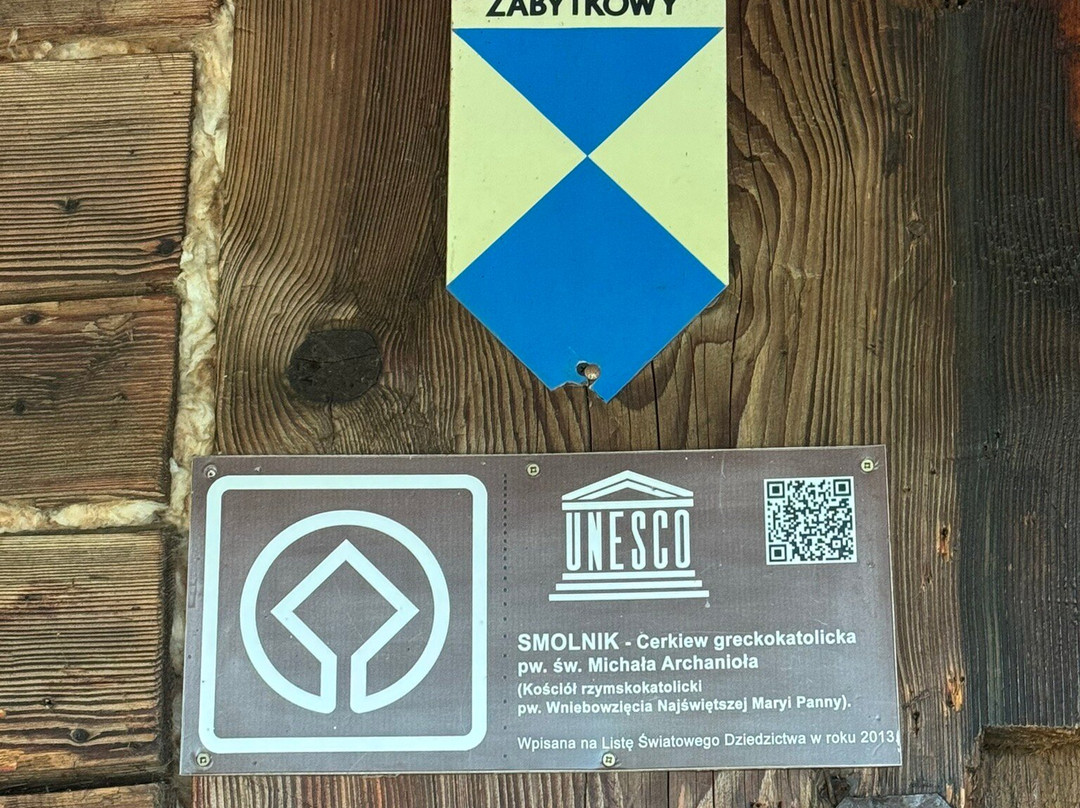 ZABYTKOWY
UNESCO
SMOLNIK - Cerkiew greckokatolicka
pw. św. Michała Archanioła
(Kościół rzymskokatolicki
pw. Wniebowzięcia Najświętszej Maryi Panny).
Wpisana na Listę Światowego Dziedzictwa w roku 2013